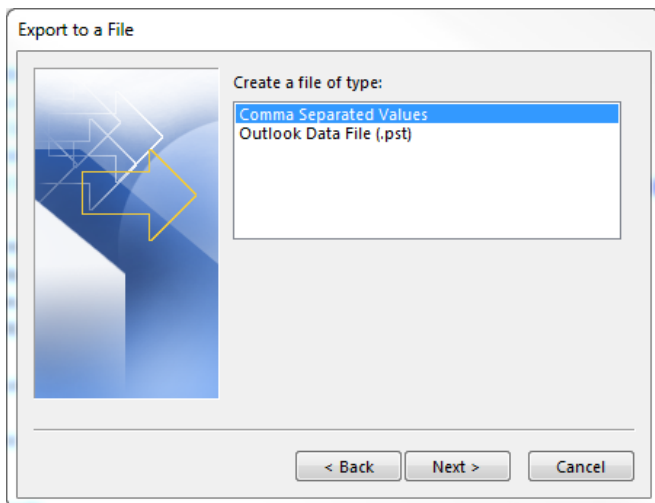 Export to a File
Create a file of type:
Comma Separated Values
Outlook Data File (.pst)
< Back
Next >
Cancel